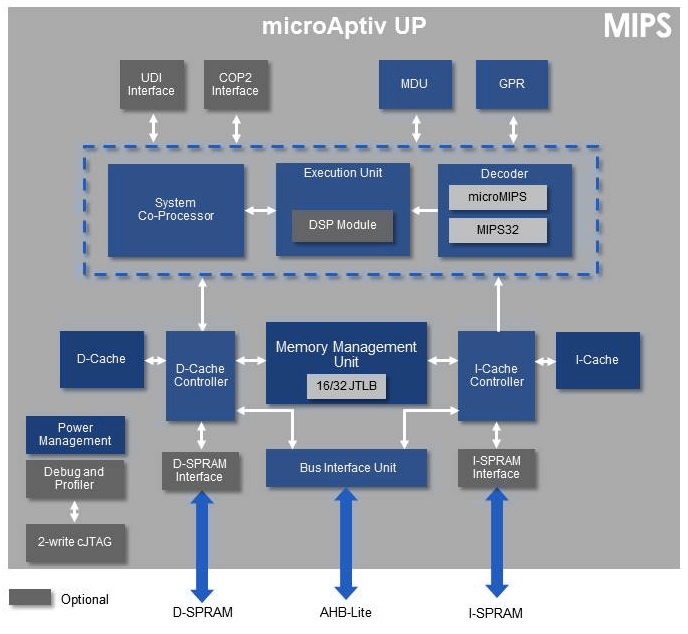 microAptiv UP
MIPS
UDI
Interface
COP2
Interface
MDU
GPR
System
Co-Processor
Execution Unit
DSP Module
Decoder
microMIPS
MIPS32
D-Cache
D-Cache
Controller
Memory Management
Unit
16/32 JTLB
I-Cache
Controller
I-Cache
Power
Management
Debug and
Profiler
2-write cJTAG
D-SPRAM
Interface
Bus Interface Unit
I-SPRAM
Interface
Optional
D-SPRAM
AHB-Lite
I-SPRAM